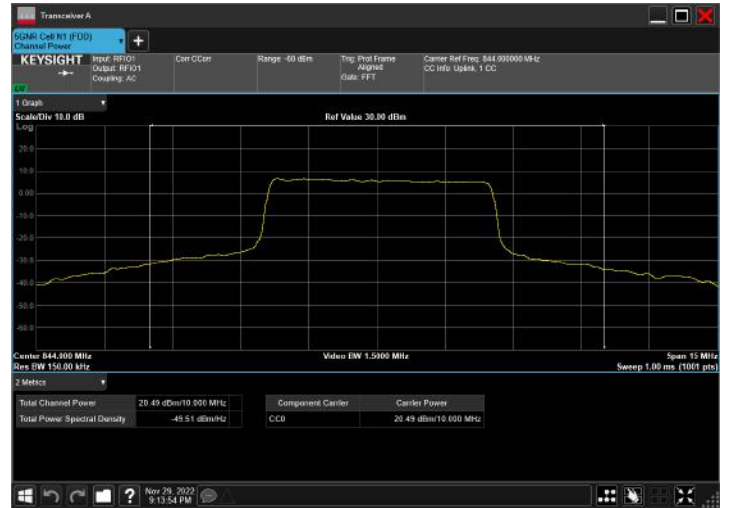 Transceiver A
5GNR Cell N1 (FDD)
Channel Power
+
KEYSIGHT
Input: RFIO1
Output: RFIO1
Coupling: AC
Corr CCorr
Range -60 dBm
Trig: Prot Frame
Aligned
Gate: FFT
Carrier Ref Freq: 844.000000 MHz
CC Info: Uplink, 1 CC
1 Graph
Scale/Div 10.0 dB
Ref Value 30.00 dBm
Log
20.0
10.0
0.00
-10.0
-20.0
-30.0
-40.0
-50.0
-60.0
Center 844.000 MHz
Video BW 1.5000 MHz
Span 15 MHz
Res BW 150.00 kHz
Sweep 1.00 ms (1001 pts)
2 Metrics
Total Channel Power 20.49 dBm/10.000 MHz
Total Power Spectral Density -49.51 dBm/Hz
Component Carrier Carrier Power
CC0 20.49 dBm/10.000 MHz
?
Nov 29, 2022
9:13:54 PM